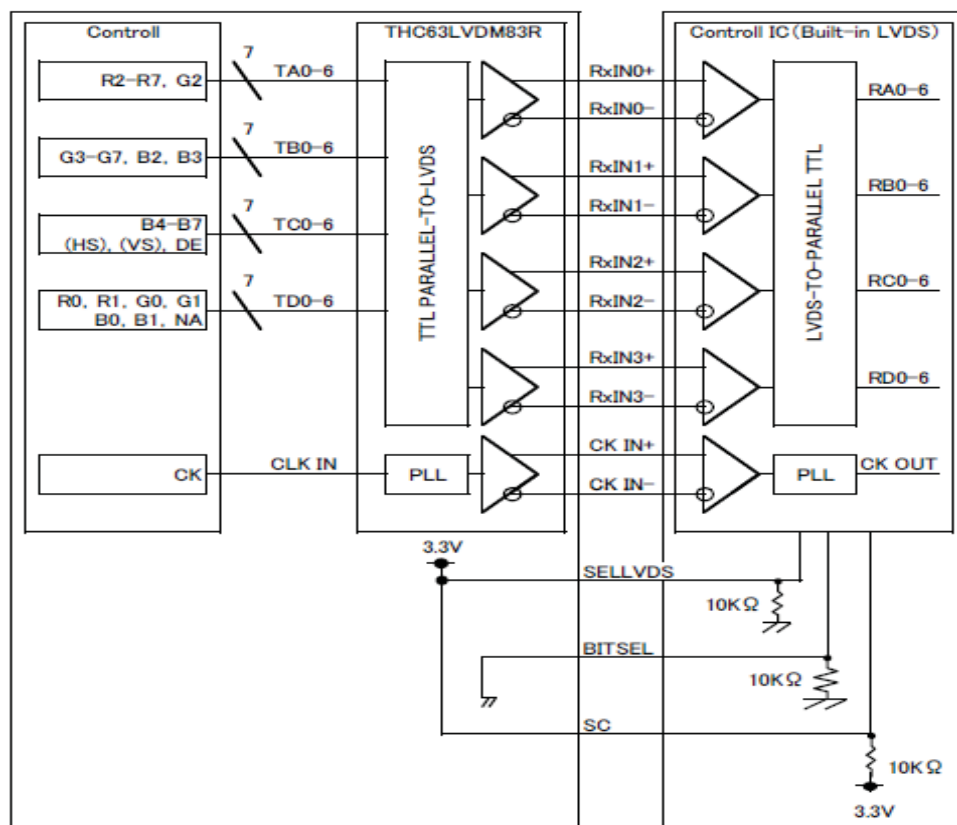 Controll
THC63LVDM83R
Controll IC(Built-in LVDS)
R2-R7, G2
7
TA0-6
RxIN0+
RxIN0-
RA0-6
G3-G7, B2, B3
7
TB0-6
RxIN1+
RxIN1-
RB0-6
B4-B7
(HS), (VS), DE
7
TC0-6
RxIN2+
RxIN2-
RC0-6
R0, R1, G0, G1
B0, B1, NA
7
TD0-6
RxIN3+
RxIN3-
RD0-6
TTL PARALLEL-TO-LVDS
LVDS-TO-PARALLEL TTL
CK
CLK IN
PLL
CK IN+
CK IN-
PLL
CK OUT
3.3V
SELLVDS
10KΩ
BITSEL
10KΩ
SC
10KΩ
3.3V